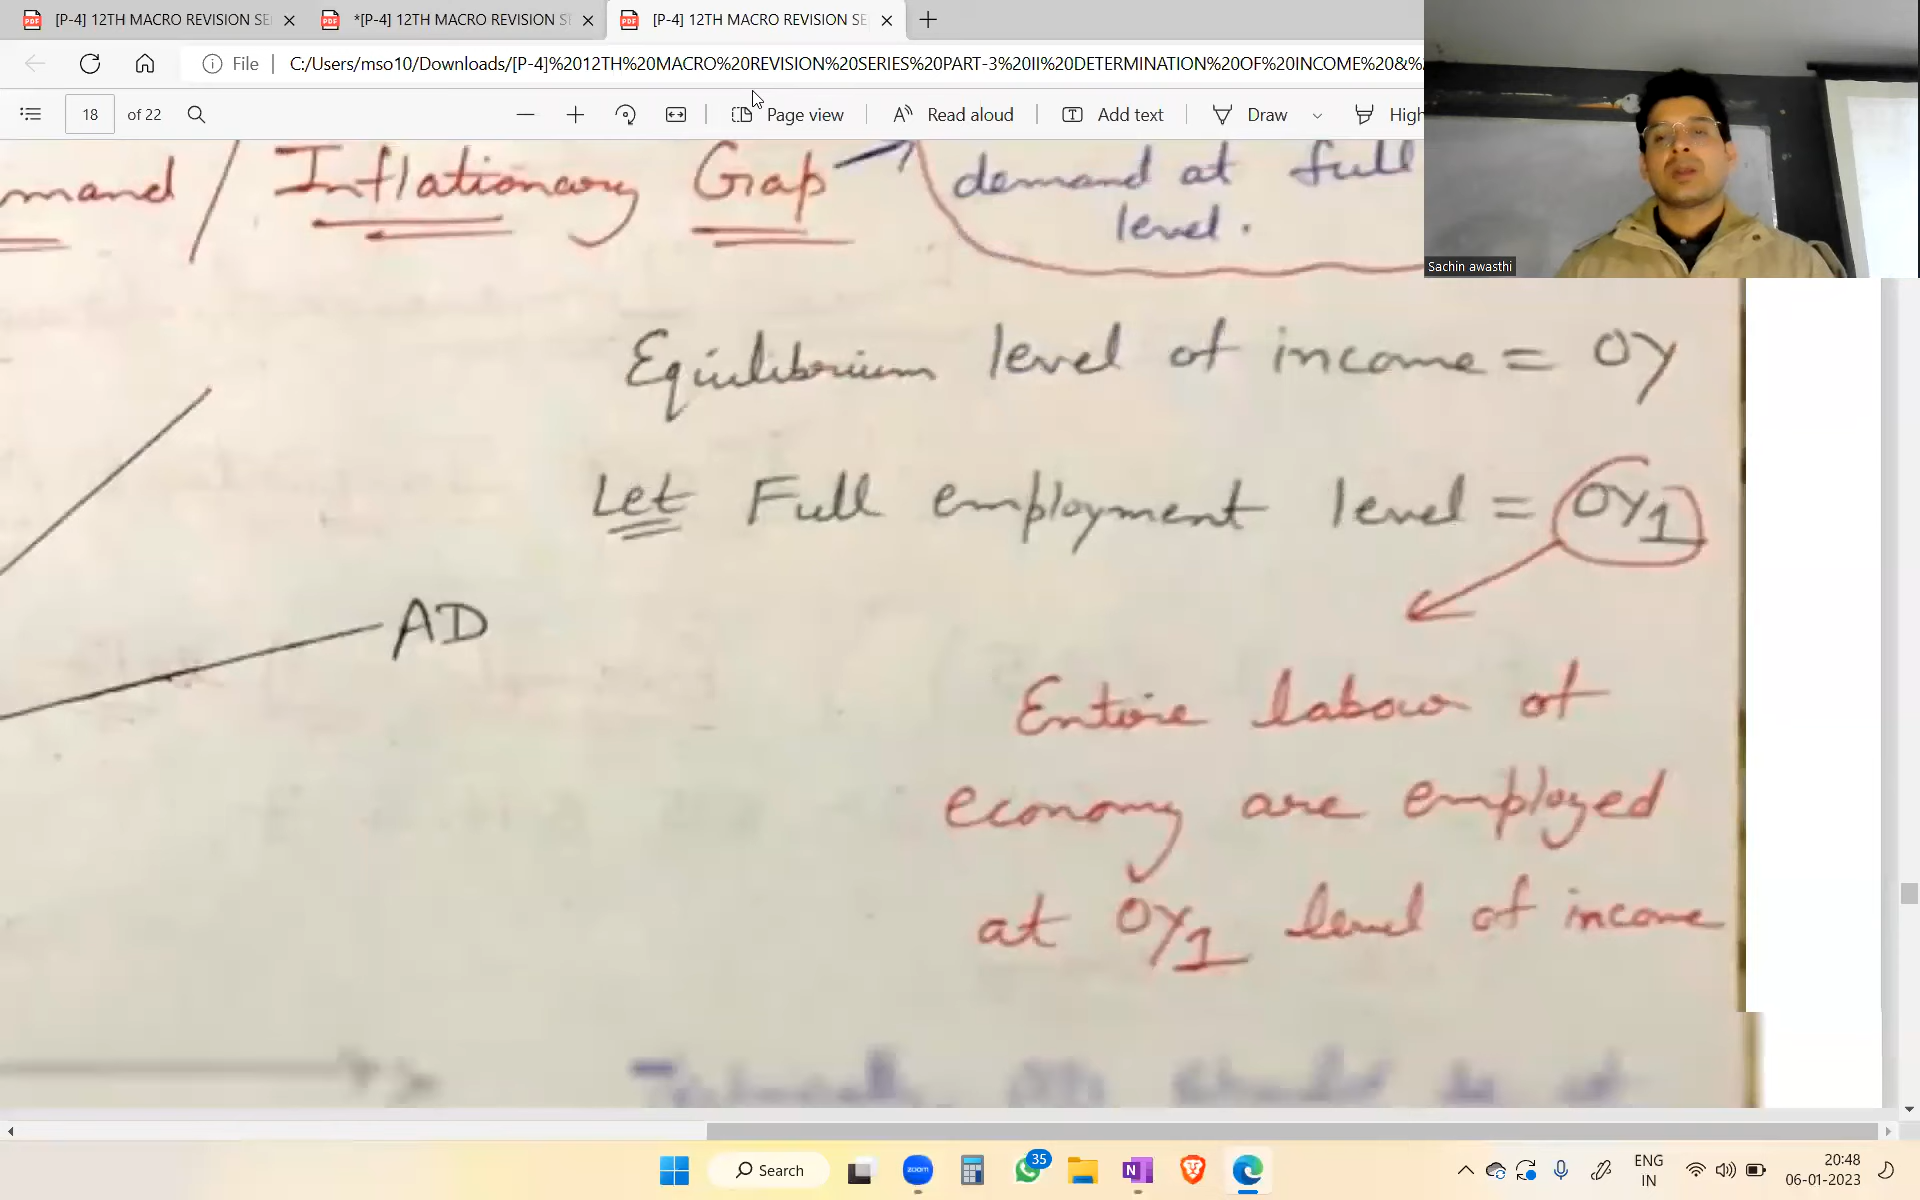 [P-4] 12TH MACRO REVISION SE
*[P-4] 12TH MACRO REVISION S
[P-4] 12TH MACRO REVISION SE
File
C:/Users/mso10/Downloads/[P-4]%2012TH%20MACRO%20REVISION%20SERIES%20PART-3%20II%20DETERMINATION%20OF%20INCOME%20&%
18 of 22
Page view
Read aloud
Add text
Draw
High
mand / Inflationary Gap
demand at full
level.
Sachin awasthi
Equilibrium level of income = OY
Let Full employment level = OY1
AD
Entire labour of
economy are employed
at OY1 level of income
Search
zoom
35
ENG
IN
20:48
06-01-2023